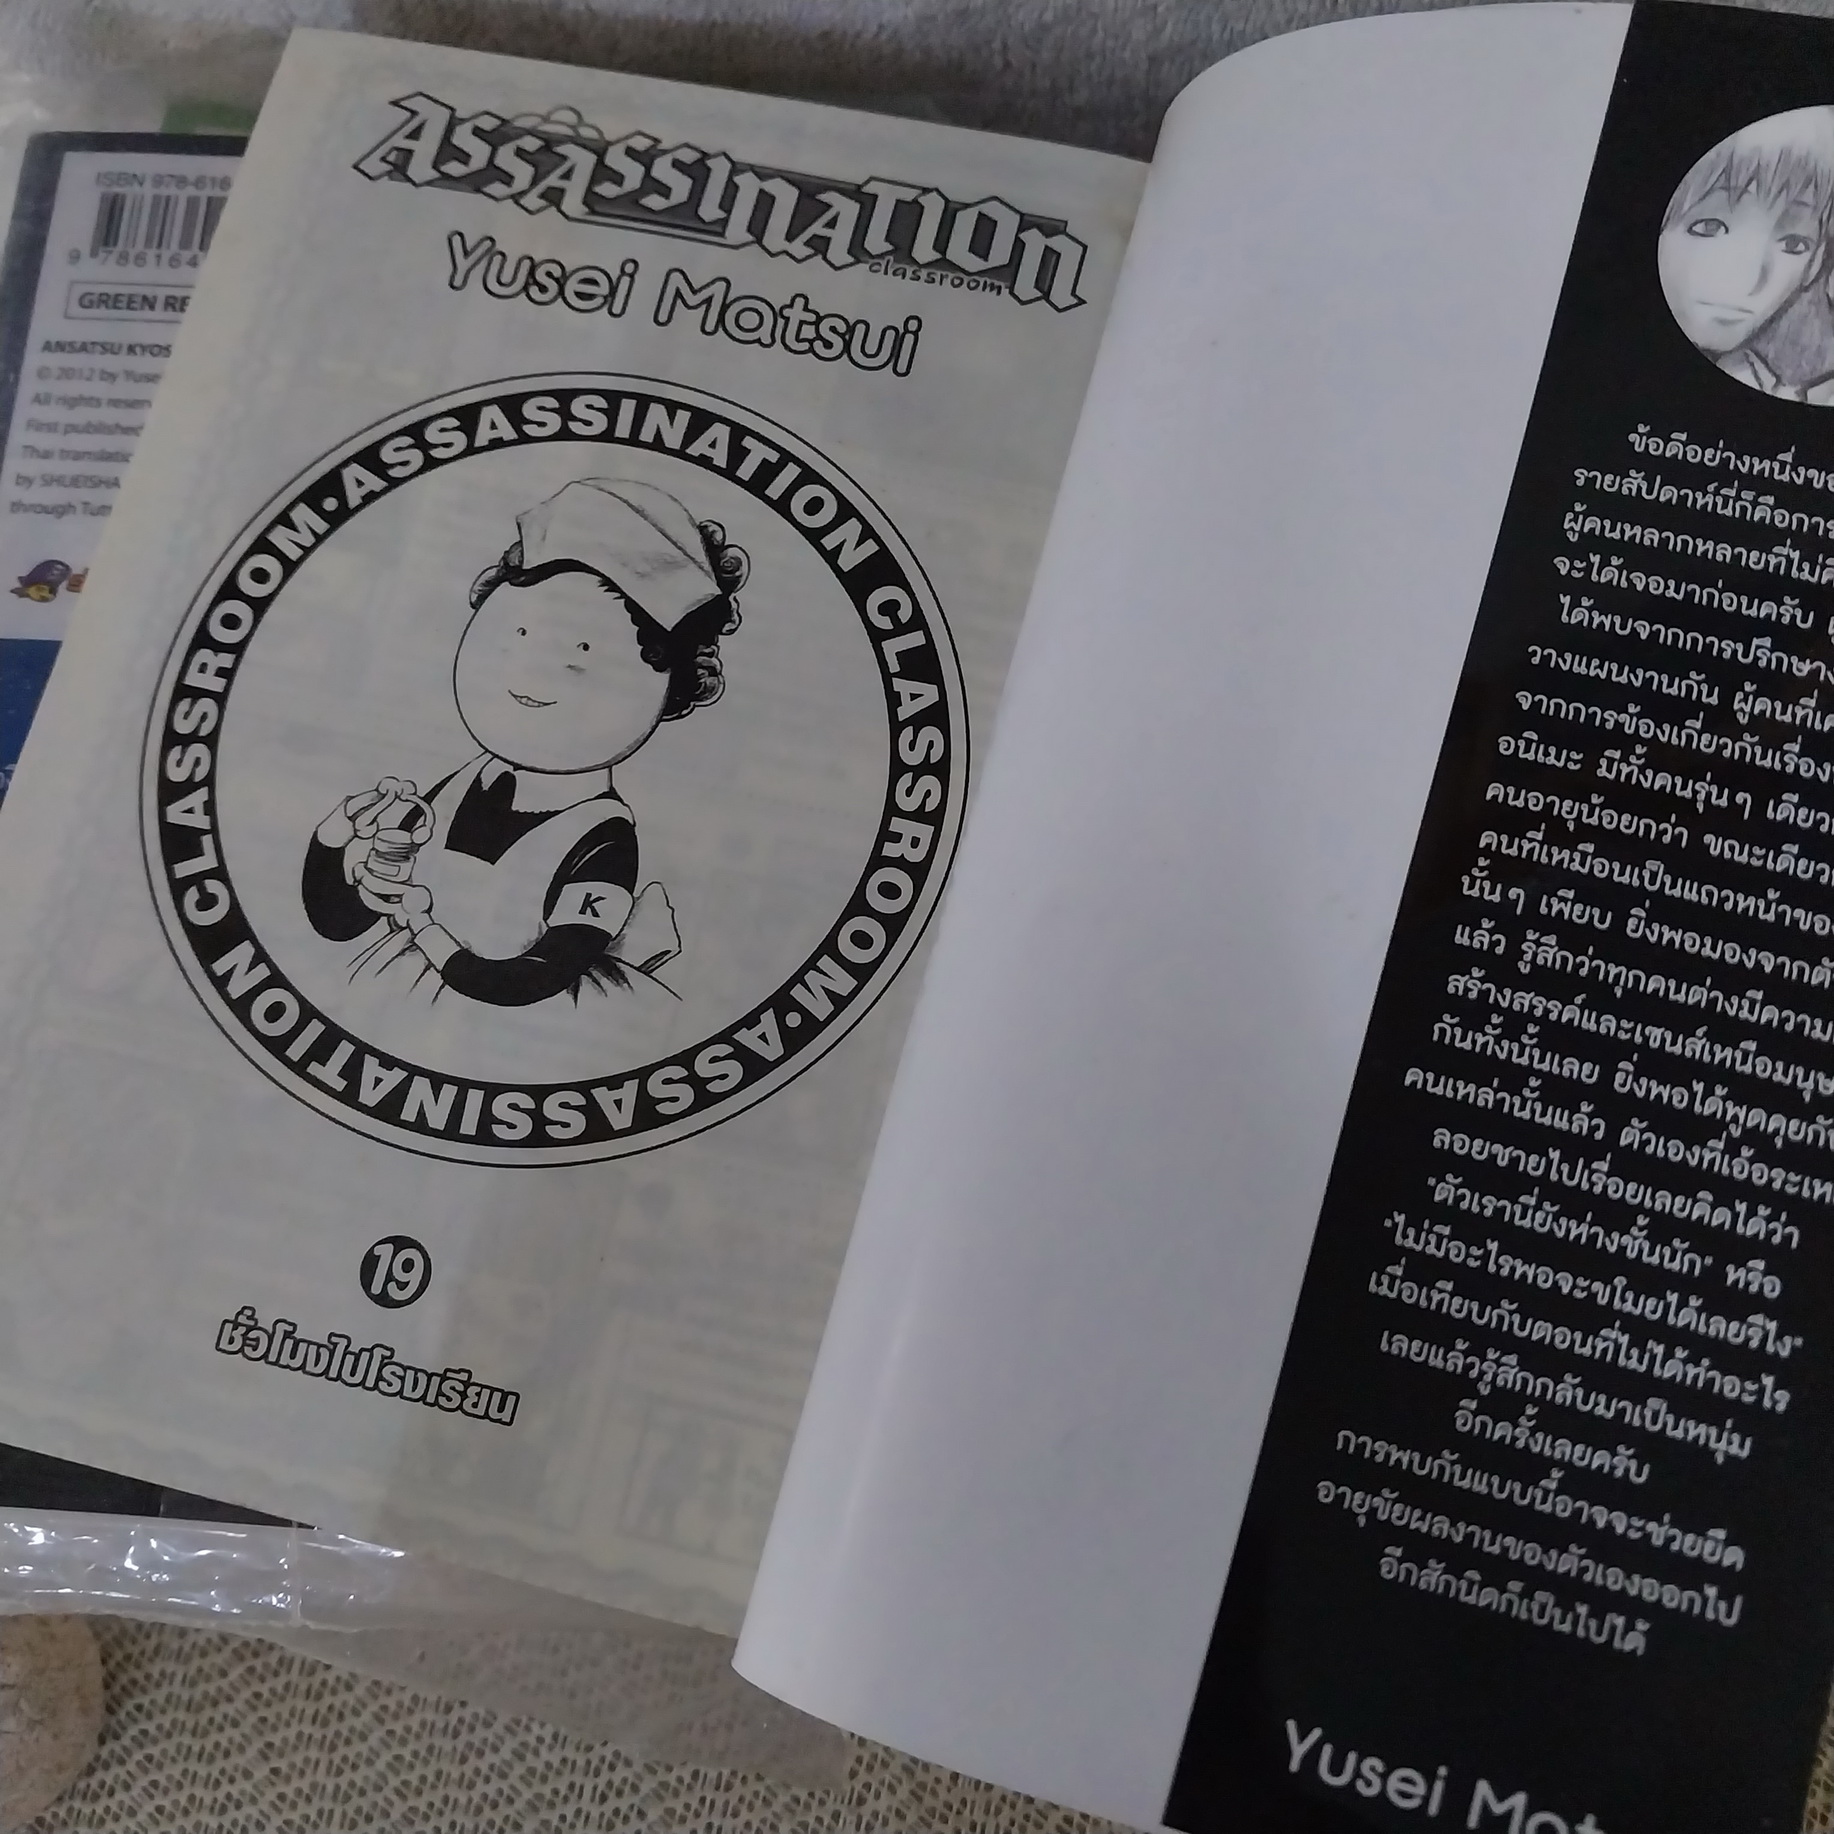 ISBN 978-616
9 786164
GREEN RE
ANSATSU KYOS
© 2012 by Yuse
All rights reser
First published
Thai translatio
by SHUEISHA
through Tutt
ASSASSINATION
classroom
Yusei Matsui
ASSASSINATION CLASSROOM·ASSASSINATION CLASSROOM·
K
19
ชั่วโมงไปโรงเรียน
ข้อดีอย่างหนึ่งขอ
รายสัปดาห์นี่ก็คือการ
ผู้คนหลากหลายที่ไม่คิ
จะได้เจอมาก่อนครับ
ได้พบจากการปรึกษา
วางแผนงานกัน ผู้คนที่
จากการข้องเกี่ยวกันเรื่อง
อนิเมะ มีทั้งคนรุ่นๆ เดียว
คนอายุน้อยกว่า ขณะเดียว
คนที่เหมือนเป็นแถวหน้าของ
นั้นๆ เพียบ ยิ่งพอมองจากตั
แล้ว รู้สึกว่าทุกคนต่างมีความ
สร้างสรรค์และเซนส์เหนือมนุษ
กันทั้งนั้นเลย ยิ่งพอได้พูดคุยกับ
คนเหล่านั้นแล้ว ตัวเองที่เอ้อระเห
ลอยชายไปเรื่อยเลยคิดได้ว่า
"ตัวเรานี่ยังห่างชั้นนัก" หรือ
"ไม่มีอะไรพอจะขโมยได้เลยรึไง"
เมื่อเทียบกับตอนที่ไม่ได้ทำอะไร
เลยแล้วรู้สึกกลับมาเป็นหนุ่ม
อีกครั้งเลยครับ
การพบกันแบบนี้อาจจะช่วยยืด
อายุขัยผลงานของตัวเองออกไป
อีกสักนิดก็เป็นไปได้
Yusei Mat